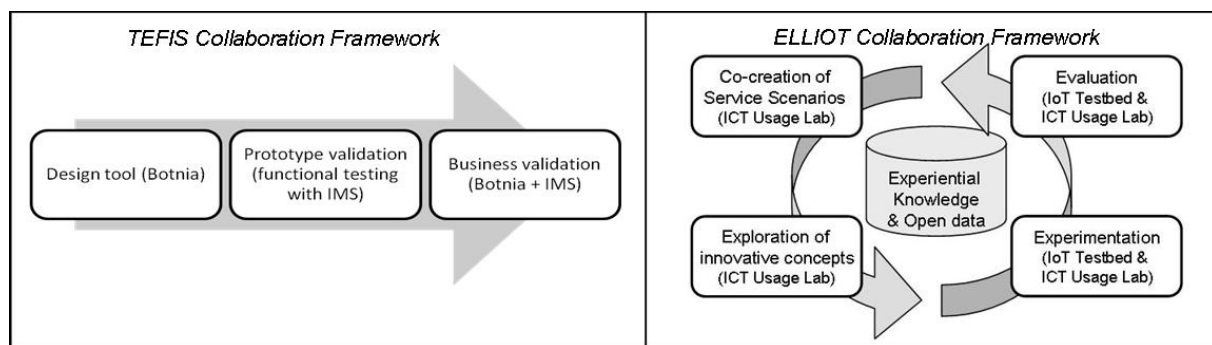 TEFIS Collaboration Framework
Design tool (Botnia)
Prototype validation
(functional testing
with IMS)
Business validation
(Botnia + IMS)
ELLIOT Collaboration Framework
Co-creation of
Service Scenarios
(ICT Usage Lab)
Evaluation
(IoT Testbed &
ICT Usage Lab)
Experiential
Knowledge
& Open data
Exploration of
innovative concepts
(ICT Usage Lab)
Experimentation
(IoT Testbed &
ICT Usage Lab)